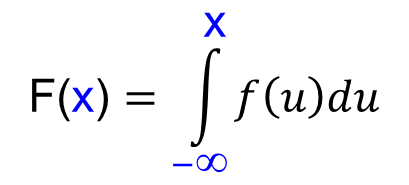 F(x) = ∫_{-∞}^{x} f(u)du